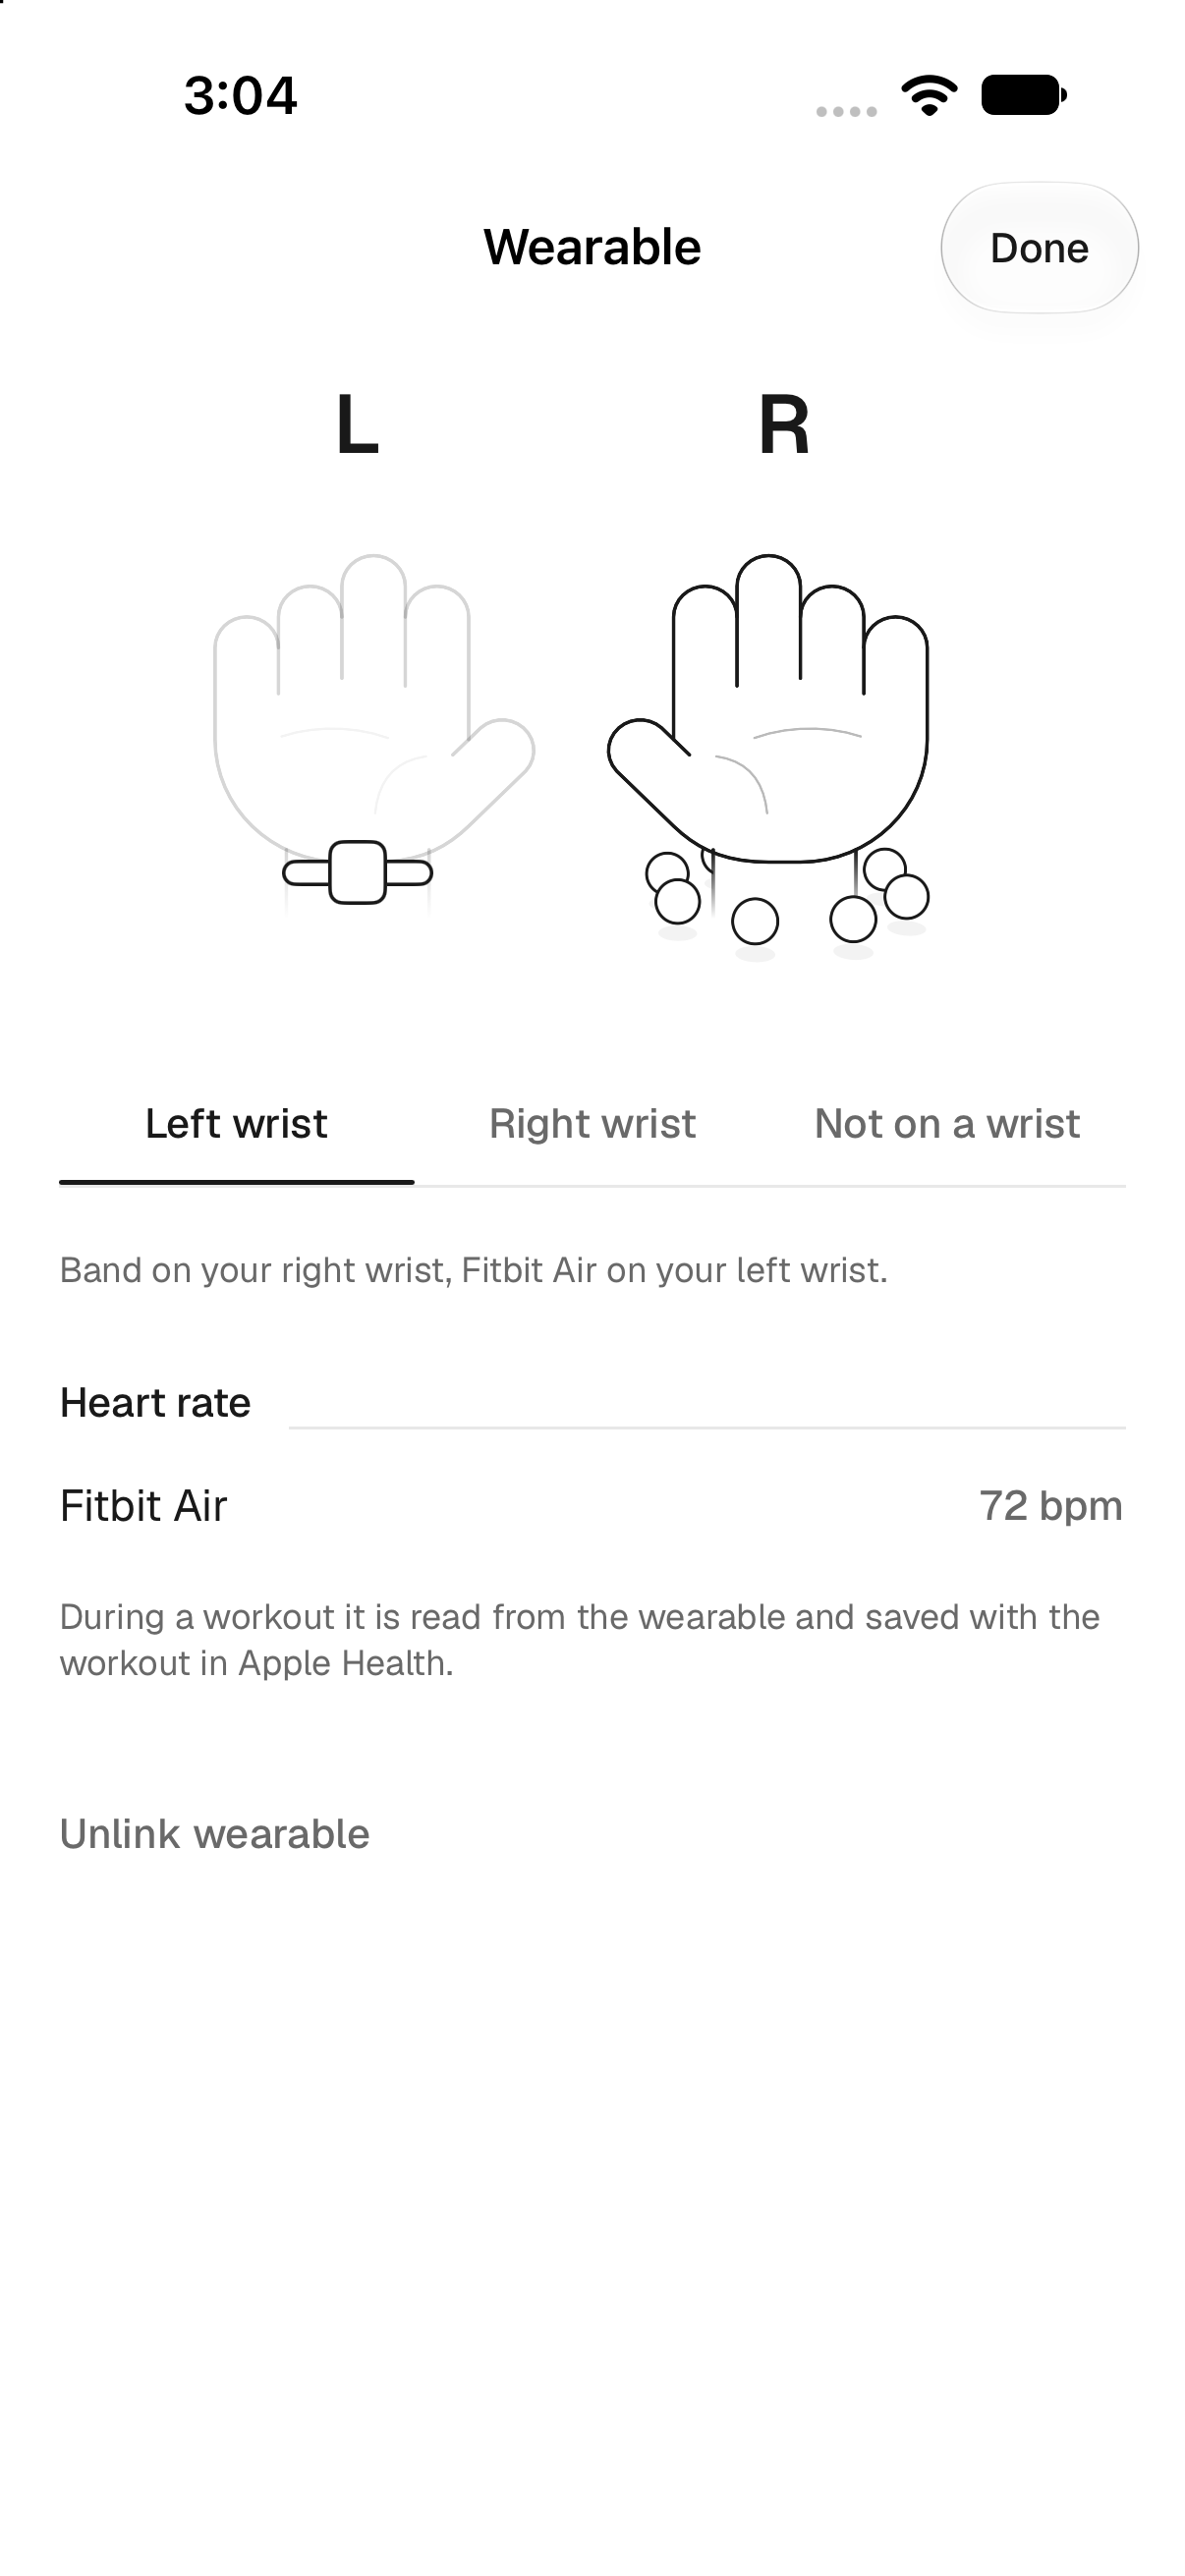 3:04
Wearable
Done
L
R
Left wrist
Right wrist
Not on a wrist
Band on your right wrist, Fitbit Air on your left wrist.
Heart rate
Fitbit Air
72 bpm
During a workout it is read from the wearable and saved with the
workout in Apple Health.
Unlink wearable